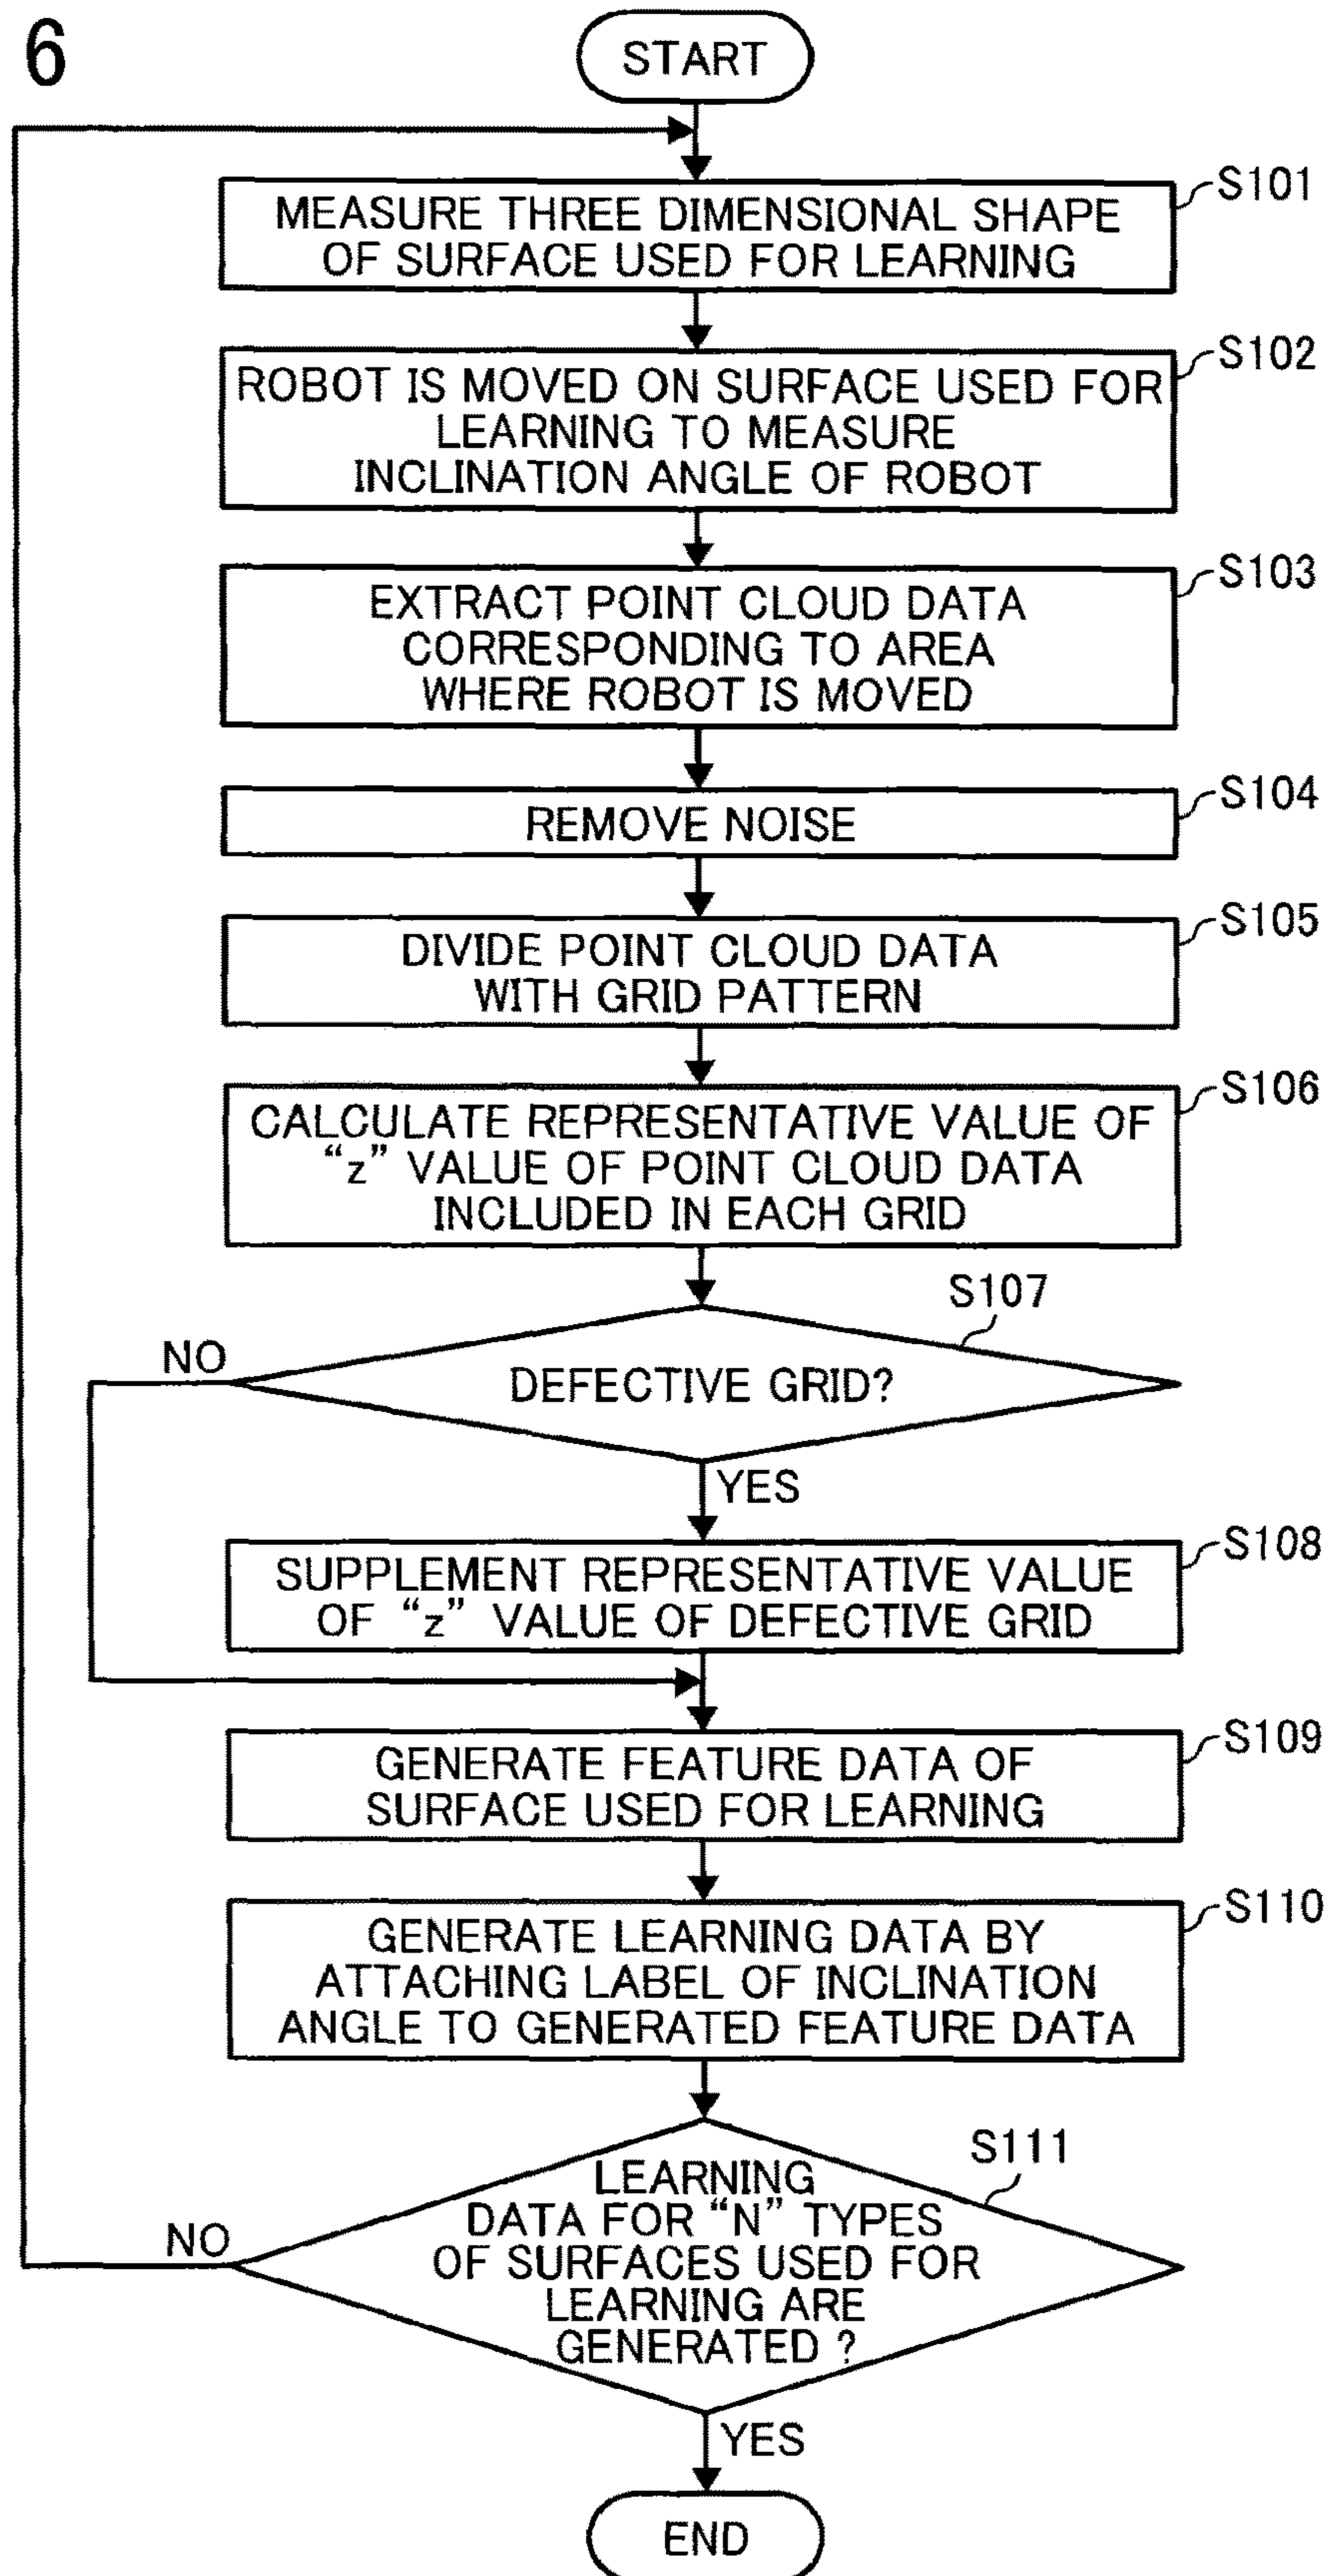 6
START
S101
MEASURE THREE DIMENSIONAL SHAPE
OF SURFACE USED FOR LEARNING
S102
ROBOT IS MOVED ON SURFACE USED FOR
LEARNING TO MEASURE
INCLINATION ANGLE OF ROBOT
S103
EXTRACT POINT CLOUD DATA
CORRESPONDING TO AREA
WHERE ROBOT IS MOVED
S104
REMOVE NOISE
S105
DIVIDE POINT CLOUD DATA
WITH GRID PATTERN
S106
CALCULATE REPRESENTATIVE VALUE OF
“z” VALUE OF POINT CLOUD DATA
INCLUDED IN EACH GRID
S107
NO
DEFECTIVE GRID?
YES
S108
SUPPLEMENT REPRESENTATIVE VALUE
OF “z” VALUE OF DEFECTIVE GRID
S109
GENERATE FEATURE DATA OF
SURFACE USED FOR LEARNING
S110
GENERATE LEARNING DATA BY
ATTACHING LABEL OF INCLINATION
ANGLE TO GENERATED FEATURE DATA
S111
LEARNING
DATA FOR “N” TYPES
NO
OF SURFACES USED FOR
LEARNING ARE
GENERATED ?
YES
END